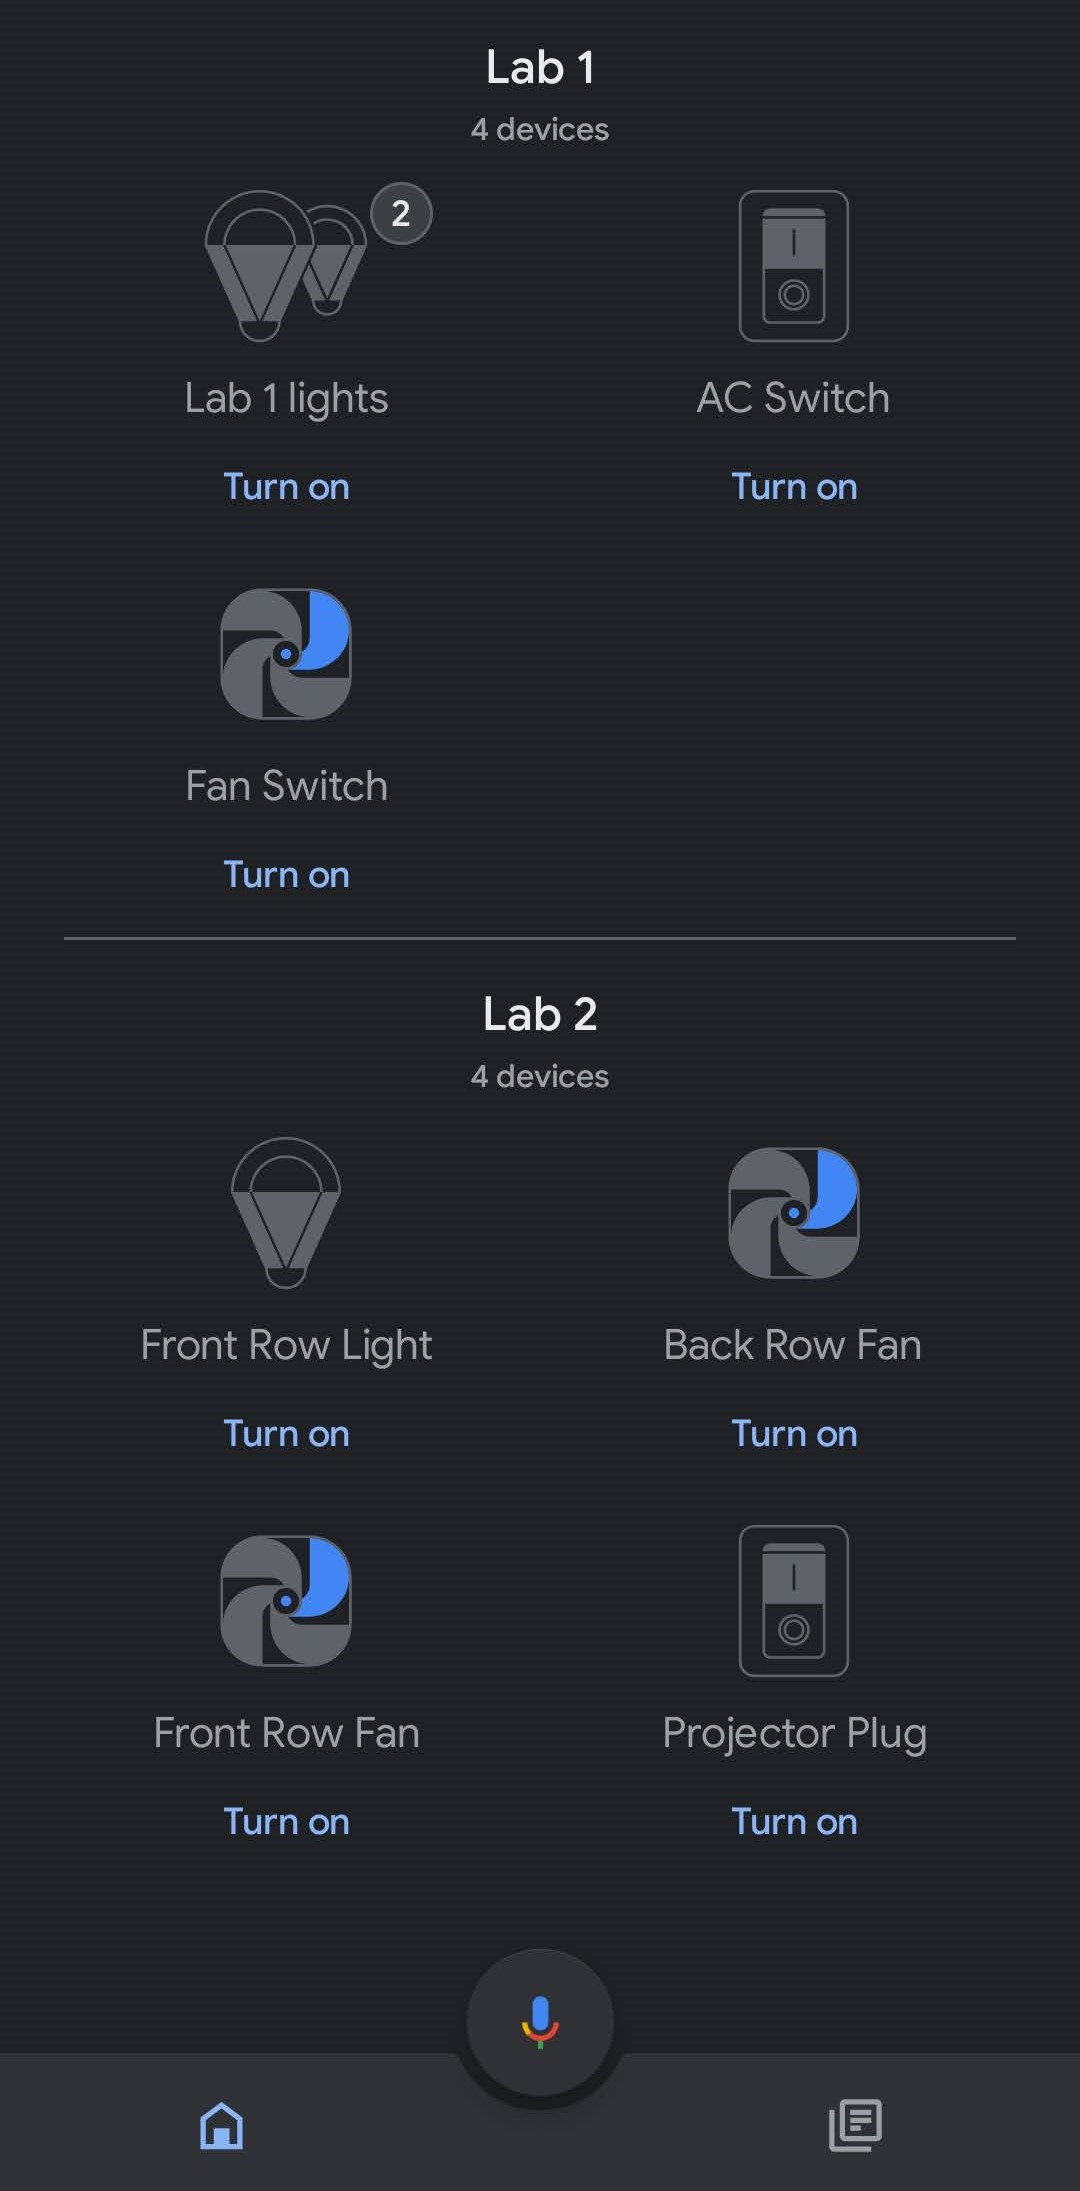 Lab 1
4 devices
2
Lab 1 lights
AC Switch
Turn on
Turn on
Fan Switch
Turn on
Lab 2
4 devices
Front Row Light
Back Row Fan
Turn on
Turn on
Front Row Fan
Projector Plug
Turn on
Turn on